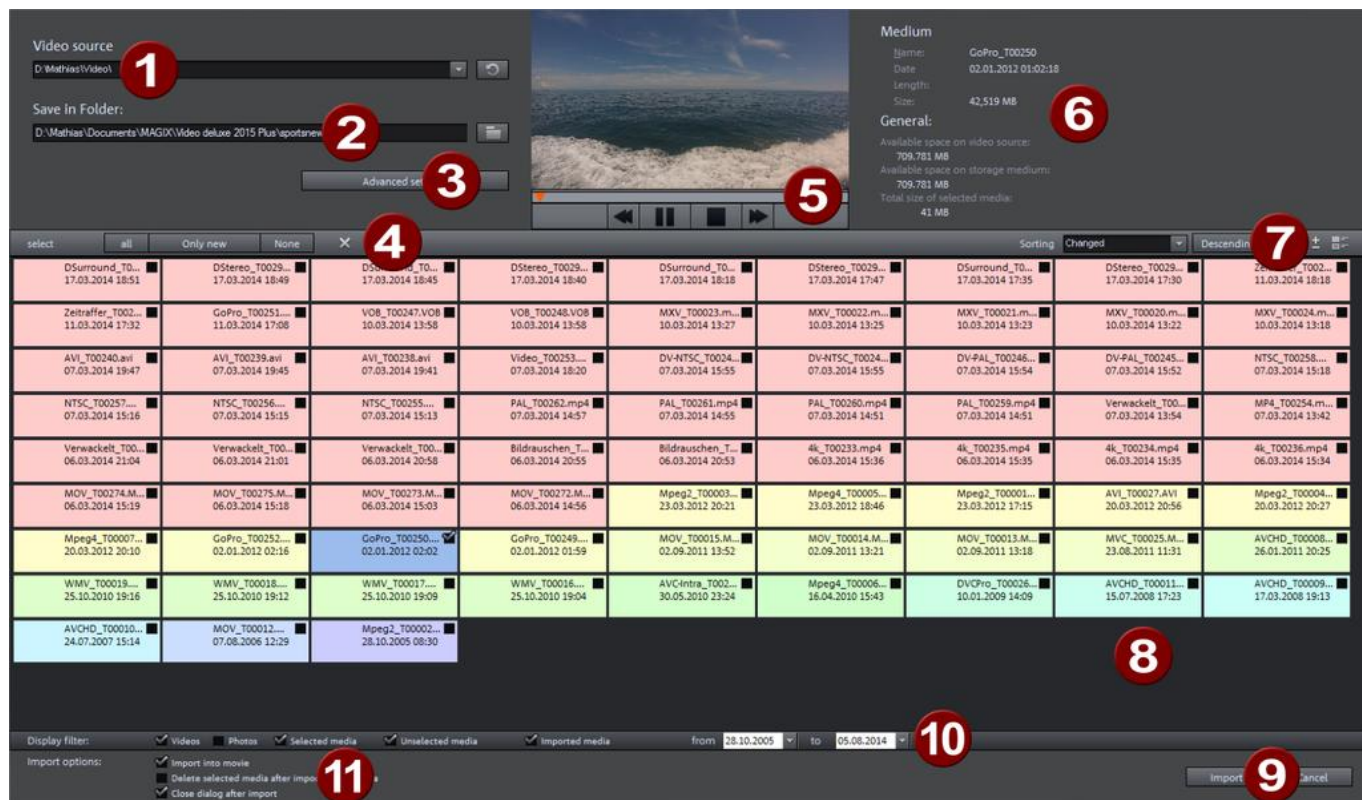 Video source
D:\Mathias\Video\
1
Save in Folder:
D:\Mathias\Documents\MAGIX\Video deluxe 2015 Plus\sportsnew
2
Advanced
3
5
Medium
Name: GoPro_T00250
Date 02.01.2012 01:02:18
Length:
Size: 42,519 MB
6
General:
Available space on video source:
709.781 MB
Available space on storage medium:
709.781 MB
Total size of selected media:
41 MB
select all Only new None 4 Sorting Changed 7
DSurround_T0... DStereo_T0029... DStereo_T0029... DSurround_T0... DStereo_T0029... DSurround_T0... DStereo_T0029...
17.03.2014 18:51 17.03.2014 18:49 17.03.2014 18:45 17.03.2014 18:40 17.03.2014 18:18 17.03.2014 17:47 17.03.2014 17:35 17.03.2014 17:30 11.03.2014 18:18
Zeitraffer_T002... GoPro_T00251.... VOB_T00247.VOB VOB_T00248.VOB MXV_T00023.m... MXV_T00022.m... MXV_T00021.m... MXV_T00020.m... MXV_T00024.m...
11.03.2014 17:32 11.03.2014 17:08 10.03.2014 13:58 10.03.2014 13:58 10.03.2014 13:27 10.03.2014 13:25 10.03.2014 13:23 10.03.2014 13:22 10.03.2014 13:18
AVI_T00240.avi AVI_T00239.avi AVI_T00238.avi Video_T00253.... DV-NTSC_T0024... DV-NTSC_T0024... DV-PAL_T00246... DV-PAL_T00245... NTSC_T00258....
07.03.2014 19:47 07.03.2014 19:45 07.03.2014 19:41 07.03.2014 18:20 07.03.2014 15:55 07.03.2014 15:55 07.03.2014 15:54 07.03.2014 15:52 07.03.2014 15:18
NTSC_T00257.... NTSC_T00256.... NTSC_T00255.... PAL_T00262.mp4 PAL_T00261.mp4 PAL_T00260.mp4 PAL_T00259.mp4 Verwackelt_T00... MP4_T00254.m...
07.03.2014 15:16 07.03.2014 15:15 07.03.2014 15:13 07.03.2014 14:57 07.03.2014 14:55 07.03.2014 14:51 07.03.2014 14:51 07.03.2014 13:54 07.03.2014 13:42
Verwackelt_T00... Verwackelt_T00... Verwackelt_T00... Bildrauschen_T... Bildrauschen_T... 4k_T00233.mp4 4k_T00235.mp4 4k_T00234.mp4 4k_T00236.mp4
06.03.2014 21:04 06.03.2014 21:01 06.03.2014 20:58 06.03.2014 20:55 06.03.2014 20:53 06.03.2014 15:36 06.03.2014 15:35 06.03.2014 15:35 06.03.2014 15:34
MOV_T00274.M... MOV_T00275.M... MOV_T00273.M... MOV_T00272.M... Mpeg2_T00003... Mpeg4_T00005... Mpeg2_T00001... AVI_T00027.AVI Mpeg2_T00004...
06.03.2014 15:19 06.03.2014 15:18 06.03.2014 15:03 06.03.2014 14:56 23.03.2012 20:21 23.03.2012 18:46 23.03.2012 17:15 20.03.2012 20:56 20.03.2012 20:27
Mpeg4_T00007... GoPro_T00252.... GoPro_T00250.... GoPro_T00249.... MOV_T00015.M... MOV_T00014.M... MOV_T00013.M... MVC_T00025.M... AVCHD_T00008...
20.03.2012 20:10 02.01.2012 02:16 02.01.2012 02:02 02.01.2012 01:59 02.09.2011 13:52 02.09.2011 13:21 02.09.2011 13:18 23.08.2011 11:31 26.01.2011 20:25
WMV_T00019.... WMV_T00018.... WMV_T00017.... WMV_T00016.... AVC-Intra_T002... Mpeg4_T00006... DVCPro_T00026... AVCHD_T00011... AVCHD_T00009...
25.10.2010 19:16 25.10.2010 19:12 25.10.2010 19:09 25.10.2010 19:04 30.05.2010 23:24 16.04.2010 15:43 10.01.2009 14:09 15.07.2008 17:23 17.03.2008 19:13
AVCHD_T00010... MOV_T00012.... Mpeg2_T00002...
24.07.2007 15:14 07.08.2006 12:29 28.10.2005 08:30
8
Display filter: Videos Photos Selected media Unselected media Imported media from 28.10.2005 to 05.08.2014 10
Import options: Import into movie
Delete selected media after 11
Close dialog after import
Import 9